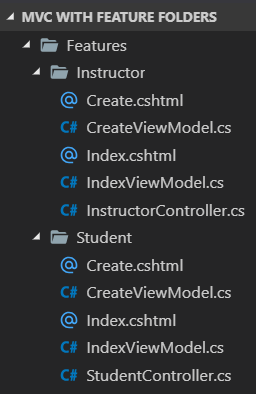 MVC WITH FEATURE FOLDERS
Features
Instructor
Create.cshtml
C# CreateViewModel.cs
Index.cshtml
C# IndexViewModel.cs
C# InstructorController.cs
Student
Create.cshtml
C# CreateViewModel.cs
Index.cshtml
C# IndexViewModel.cs
C# StudentController.cs